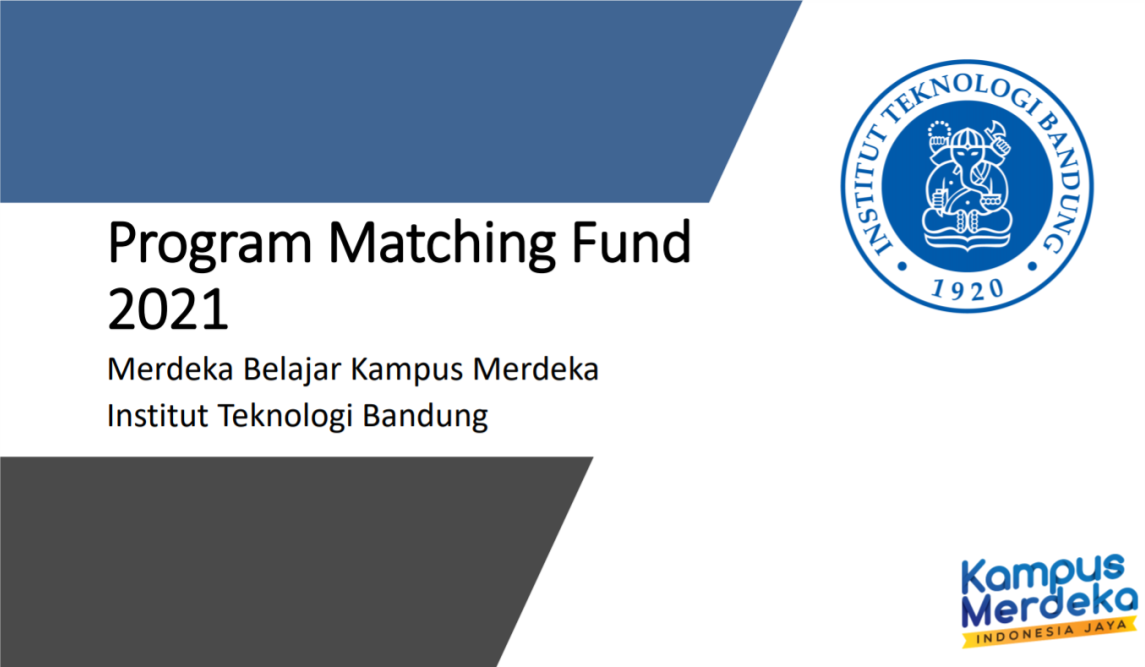 Program Matching Fund
2021
Merdeka Belajar Kampus Merdeka
Institut Teknologi Bandung
INSTITUT TEKNOLOGI BANDUNG
1920
Kampus
Merdeka
INDONESIA JAYA